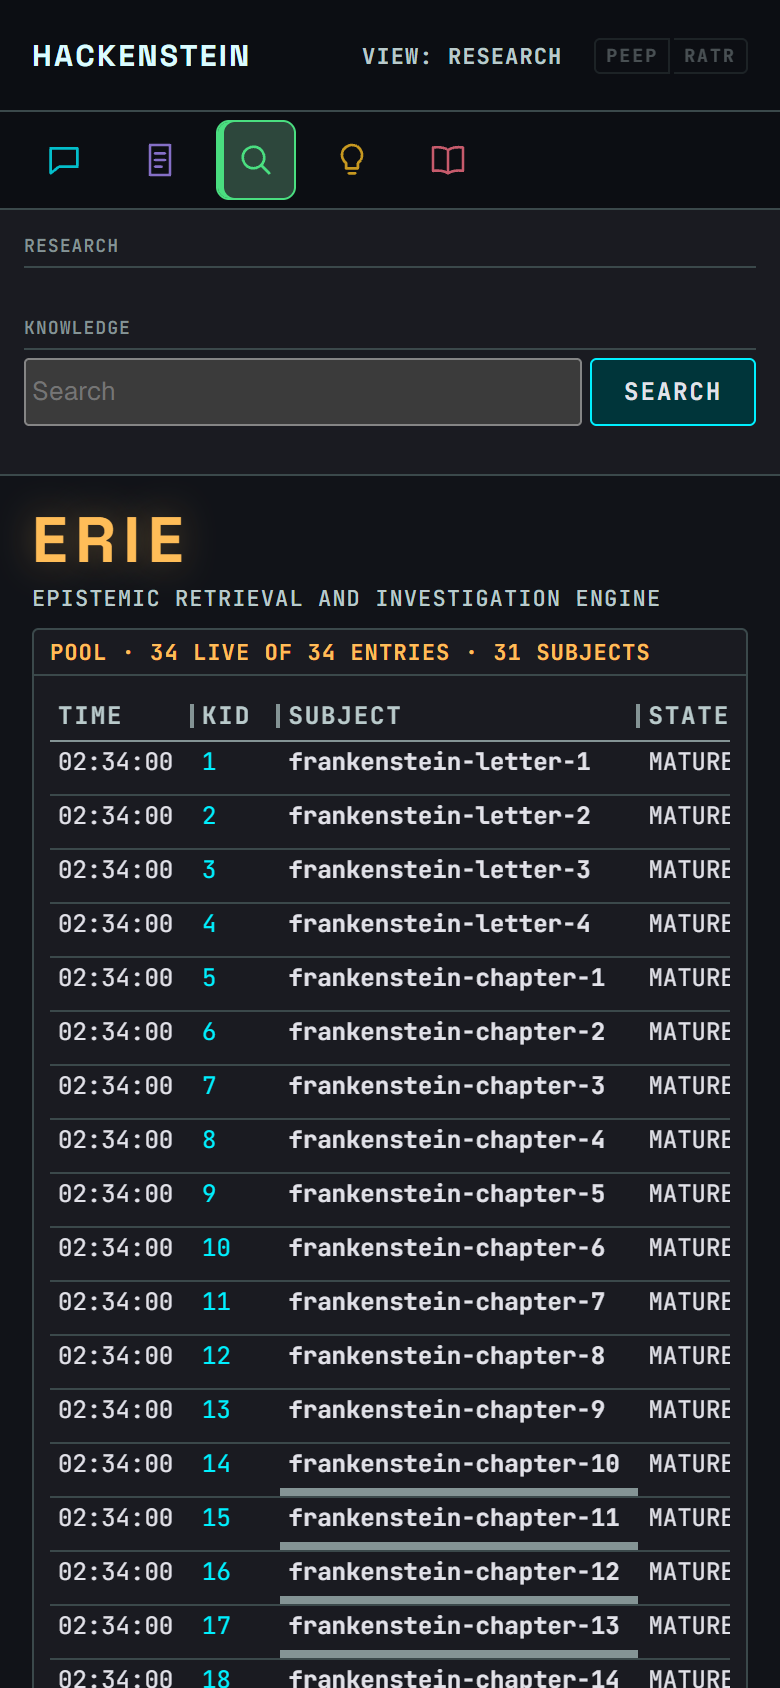 HACKENSTEIN VIEW: RESEARCH PEEP RATR
RESEARCH
KNOWLEDGE
Search SEARCH
ERIE
EPISTEMIC RETRIEVAL AND INVESTIGATION ENGINE
POOL · 34 LIVE OF 34 ENTRIES · 31 SUBJECTS
TIME KID SUBJECT STATE
02:34:00 1 frankenstein-letter-1 MATURE
02:34:00 2 frankenstein-letter-2 MATURE
02:34:00 3 frankenstein-letter-3 MATURE
02:34:00 4 frankenstein-letter-4 MATURE
02:34:00 5 frankenstein-chapter-1 MATURE
02:34:00 6 frankenstein-chapter-2 MATURE
02:34:00 7 frankenstein-chapter-3 MATURE
02:34:00 8 frankenstein-chapter-4 MATURE
02:34:00 9 frankenstein-chapter-5 MATURE
02:34:00 10 frankenstein-chapter-6 MATURE
02:34:00 11 frankenstein-chapter-7 MATURE
02:34:00 12 frankenstein-chapter-8 MATURE
02:34:00 13 frankenstein-chapter-9 MATURE
02:34:00 14 frankenstein-chapter-10 MATURE
02:34:00 15 frankenstein-chapter-11 MATURE
02:34:00 16 frankenstein-chapter-12 MATURE
02:34:00 17 frankenstein-chapter-13 MATURE
02:34:00 18 frankenstein-chapter-14 MATURE